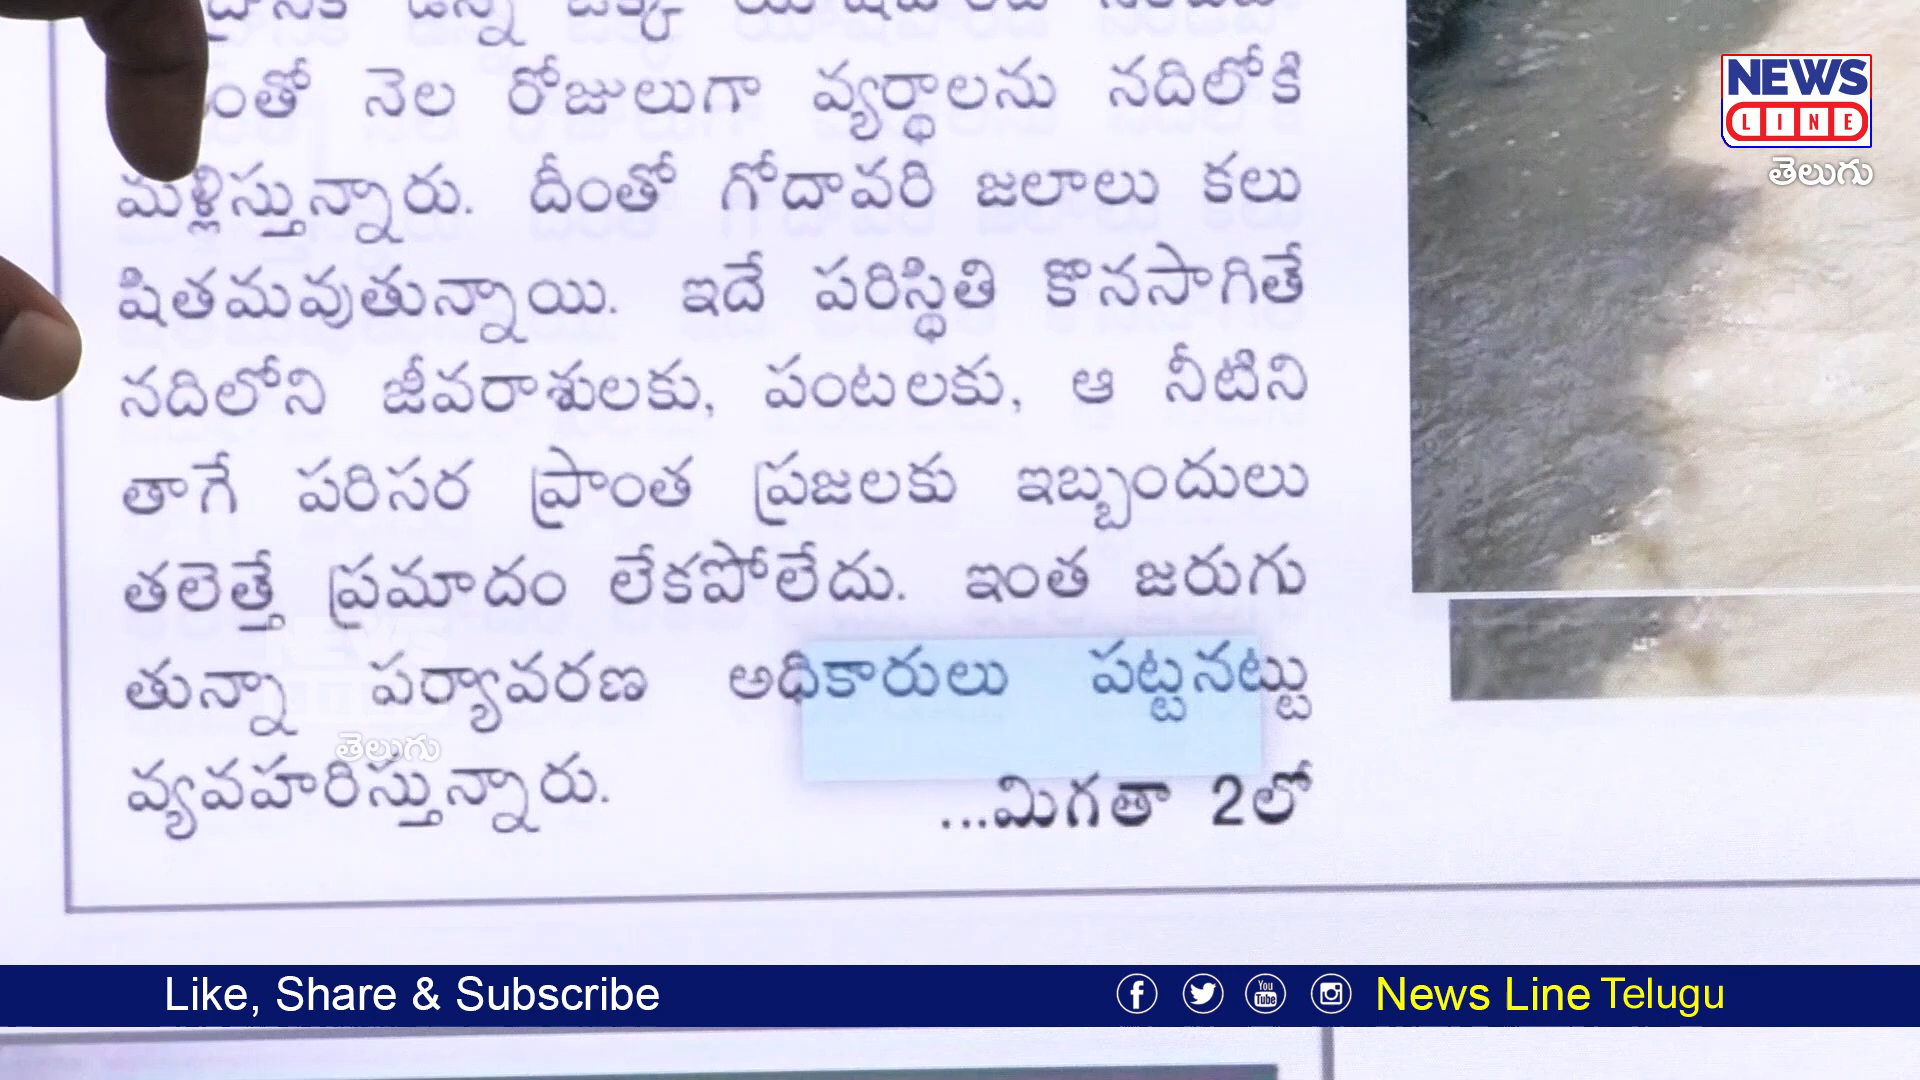 నెల రోజులుగా వ్యర్థాలను నదిలోకి
మళ్లిస్తున్నారు. దీంతో గోదావరి జలాలు కలు
షితమవుతున్నాయి. ఇదే పరిస్థితి కొనసాగితే
నదిలోని జీవరాశులకు, పంటలకు, ఆ నీటిని
తాగే పరిసర ప్రాంత ప్రజలకు ఇబ్బందులు
తలెత్తే ప్రమాదం లేకపోలేదు. ఇంత జరుగు
తున్నా పర్యావరణ అధికారులు పట్టనట్టు
వ్యవహరిస్తున్నారు.
...మిగతా 2లో
NEWS
LINE
తెలుగు
తెలుగు
Like, Share & Subscribe
You
Tube
News Line Telugu